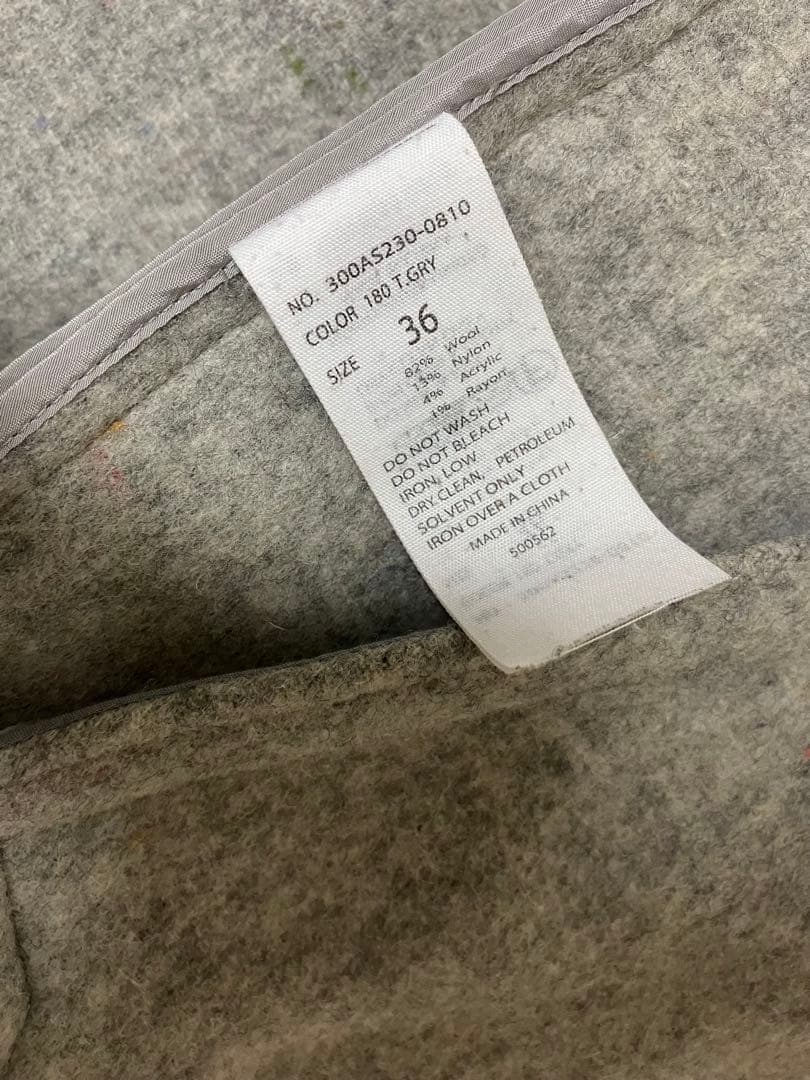 NO. 300AS230-0810
COLOR 180 T.GRY
SIZE 36
82% Wool
13% Nylon
4% Acrylic
1% Rayon
DO NOT WASH
DO NOT BLEACH
IRON, LOW
DRY CLEAN, PETROLEUM
SOLVENT ONLY
IRON OVER A CLOTH
MADE IN CHINA
500562